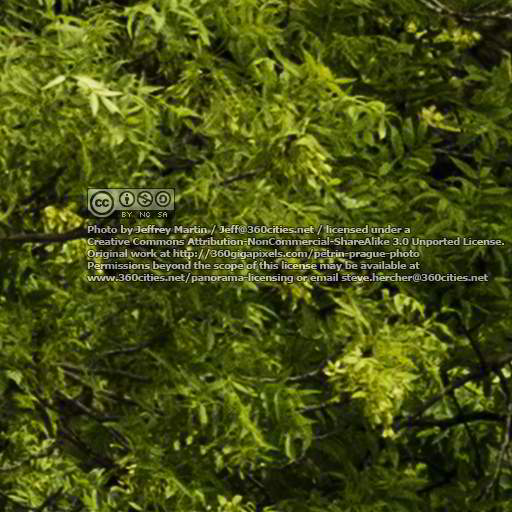 cc
BY NC SA
Photo by Jeffrey Martin / Jeff@360cities.net / licensed under a
Creative Commons Attribution-NonCommercial-ShareAlike 3.0 Unported License.
Original work at http://360gigapixels.com/petrin-prague-photo
Permissions beyond the scope of this license may be available at
www.360cities.net/panorama-licensing or email steve.hercher@360cities.net